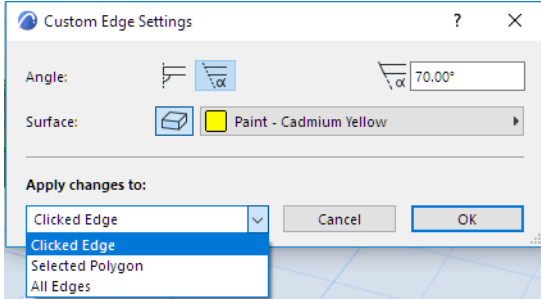 Custom Edge Settings
?
Angle:
α
α
70.00°
Surface:
Paint - Cadmium Yellow
Apply changes to:
Clicked Edge
Cancel
OK
Clicked Edge
Selected Polygon
All Edges